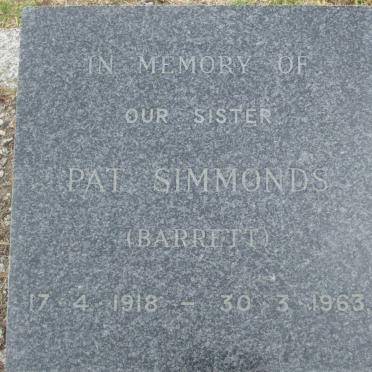 IN MEMORY OF
OUR SISTER
PAT SIMMONDS
(BARRETT)
17 4 1918 – 30 3 1963